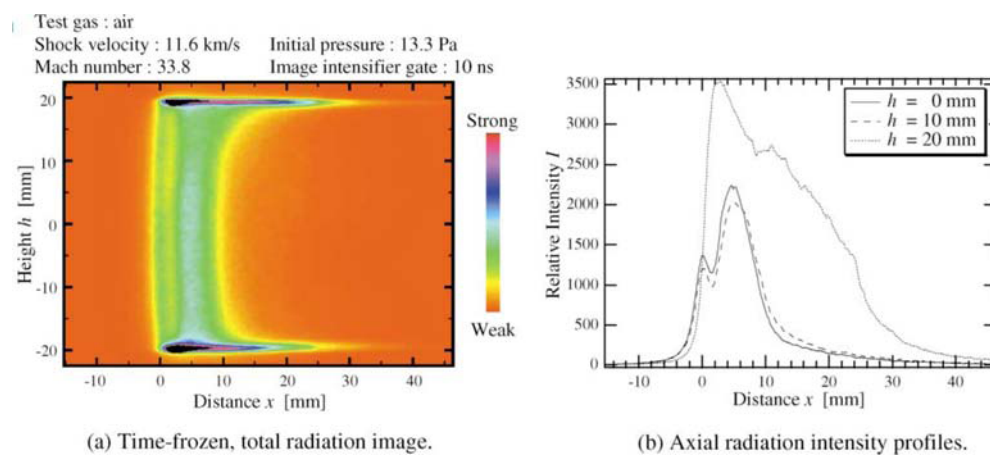 Test gas : air
Shock velocity : 11.6 km/s Initial pressure : 13.3 Pa
Mach number : 33.8 Image intensifier gate : 10 ns
20
10
0
-10
-20
Height h [mm]
-10 0 10 20 30 40
Distance x [mm]
Strong
Weak
(a) Time-frozen, total radiation image.
3500
3000
2500
2000
1500
1000
500
0
Relative Intensity I
h = 0 mm
h = 10 mm
h = 20 mm
-10 0 10 20 30 40
Distance x [mm]
(b) Axial radiation intensity profiles.